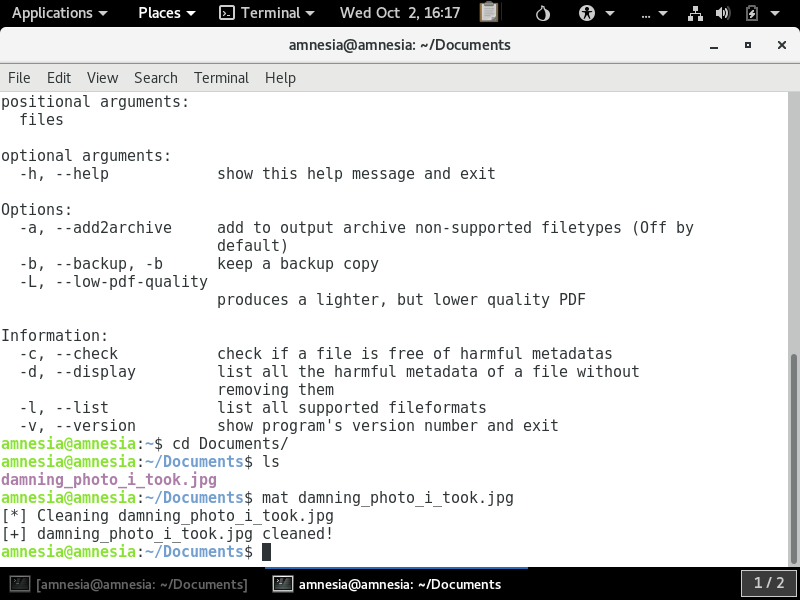 Applications Places Terminal Wed Oct 2, 16:17 ...
amnesia@amnesia: ~/Documents
File Edit View Search Terminal Help
positional arguments:
  files
optional arguments:
  -h, --help            show this help message and exit
Options:
  -a, --add2archive     add to output archive non-supported filetypes (Off by
                        default)
  -b, --backup, -b      keep a backup copy
  -L, --low-pdf-quality
                        produces a lighter, but lower quality PDF
Information:
  -c, --check           check if a file is free of harmful metadatas
  -d, --display         list all the harmful metadata of a file without
                        removing them
  -l, --list            list all supported fileformats
  -v, --version         show program's version number and exit
amnesia@amnesia:~$ cd Documents/
amnesia@amnesia:~/Documents$ ls
damning_photo_i_took.jpg
amnesia@amnesia:~/Documents$ mat damning_photo_i_took.jpg
[*] Cleaning damning_photo_i_took.jpg
[+] damning_photo_i_took.jpg cleaned!
amnesia@amnesia:~/Documents$
[amnesia@amnesia: ~/Documents] amnesia@amnesia: ~/Documents 1 / 2